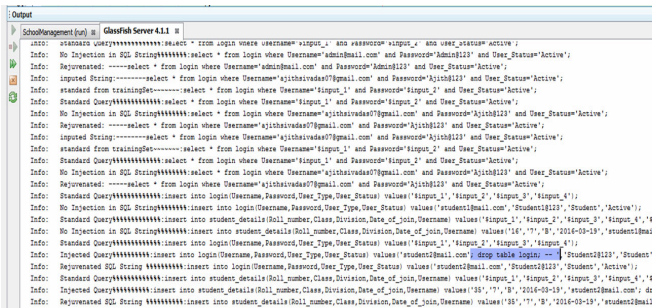 Output
SchoolManagement (run) GlassFish Server 4.1.1
Info: Standard Query%%%%%%%%%%%%%:select * from login where Username='$input_1' and Password='$input_2' and User_Status='Active';
Info: No Injection in SQL String%%%%%%%%:select * from login where Username='admin@mail.com' and Password='Admin@123' and User_Status='Active';
Info: Rejuvenated: -----select * from login where Username='admin@mail.com' and Password='Admin@123' and User_Status='Active';
Info: inputed String:--------select * from login where Username='ajithsivadas07@gmail.com' and Password='Ajith@123' and User_Status='Active';
Info: standard from trainingSet~~~~~~~:select * from login where Username='$input_1' and Password='$input_2' and User_Status='Active';
Info: Standard Query%%%%%%%%%%%%%:select * from login where Username='$input_1' and Password='$input_2' and User_Status='Active';
Info: No Injection in SQL String%%%%%%%%:select * from login where Username='ajithsivadas07@gmail.com' and Password='Ajith@123' and User_Status='Active';
Info: Rejuvenated: -----select * from login where Username='ajithsivadas07@gmail.com' and Password='Ajith@123' and User_Status='Active';
Info: inputed String:--------select * from login where Username='ajithsivadas07@gmail.com' and Password='Ajith@123' and User_Status='Active';
Info: standard from trainingSet~~~~~~~:select * from login where Username='$input_1' and Password='$input_2' and User_Status='Active';
Info: Standard Query%%%%%%%%%%%%%:select * from login where Username='$input_1' and Password='$input_2' and User_Status='Active';
Info: No Injection in SQL String%%%%%%%%:select * from login where Username='ajithsivadas07@gmail.com' and Password='Ajith@123' and User_Status='Active';
Info: Rejuvenated: -----select * from login where Username='ajithsivadas07@gmail.com' and Password='Ajith@123' and User_Status='Active';
Info: Standard Query%%%%%%%%%%%%%:insert into login(Username,Password,User_Type,User_Status) values('$input_1','$input_2','$input_3','$input_4');
Info: No Injection in SQL String%%%%%%%%:insert into login(Username,Password,User_Type,User_Status) values('student1@mail.com','Student1@123','Student','Active');
Info: Standard Query%%%%%%%%%%%%%:insert into student_details(Roll_number,Class,Division,Date_of_join,Username) values('$input_1','$input_2','$input_3','$input_4','$
Info: No Injection in SQL String%%%%%%%%:insert into student_details(Roll_number,Class,Division,Date_of_join,Username) values('16','7','B','2016-03-19','student1@mai
Info: Standard Query%%%%%%%%%%%%%:insert into login(Username,Password,User_Type,User_Status) values('$input_1','$input_2','$input_3','$input_4');
Info: Injected Query%%%%%%%%%%%%%:insert into login(Username,Password,User_Type,User_Status) values('student2@mail.com'; drop table login; -- ','Student2@123','Student'
Info: Rejuvenated SQL String %%%%%%%%%:insert into login(Username,Password,User_Type,User_Status) values('student2@mail.com','Student2@123','Student','Active');
Info: Standard Query%%%%%%%%%%%%%:insert into student_details(Roll_number,Class,Division,Date_of_join,Username) values('$input_1','$input_2','$input_3','$input_4','$
Info: Injected Query%%%%%%%%%%%%%:insert into student_details(Roll_number,Class,Division,Date_of_join,Username) values('35','7','B','2016-03-19','student2@mail.com'; dr
Info: Rejuvenated SQL String %%%%%%%%%:insert into student_details(Roll_number,Class,Division,Date_of_join,Username) values('35','7','B','2016-03-19','student2@mail